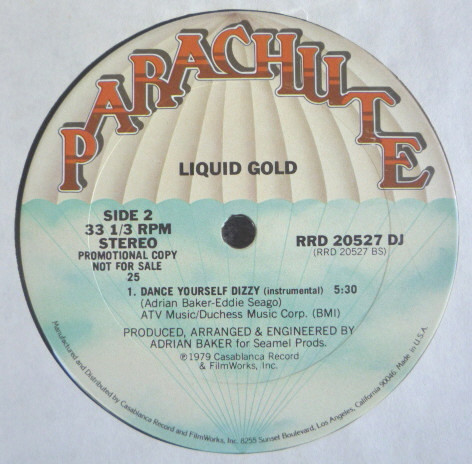 PARACHUTE
LIQUID GOLD
SIDE 2
33 1/3 RPM
STEREO
PROMOTIONAL COPY
NOT FOR SALE
25
RRD 20527 DJ
(RRD 20527 BS)
1. DANCE YOURSELF DIZZY (instrumental) 5:30
(Adrian Baker-Eddie Seago)
ATV Music/Duchess Music Corp. (BMI)
PRODUCED, ARRANGED & ENGINEERED BY
ADRIAN BAKER for Seamel Prods.
℗ 1979 Casablanca Record
& FilmWorks, Inc.
Manufactured and Distributed by Casablanca Record and FilmWorks, Inc. 8255 Sunset Boulevard, Los Angeles, California 90046 Made in U.S.A.